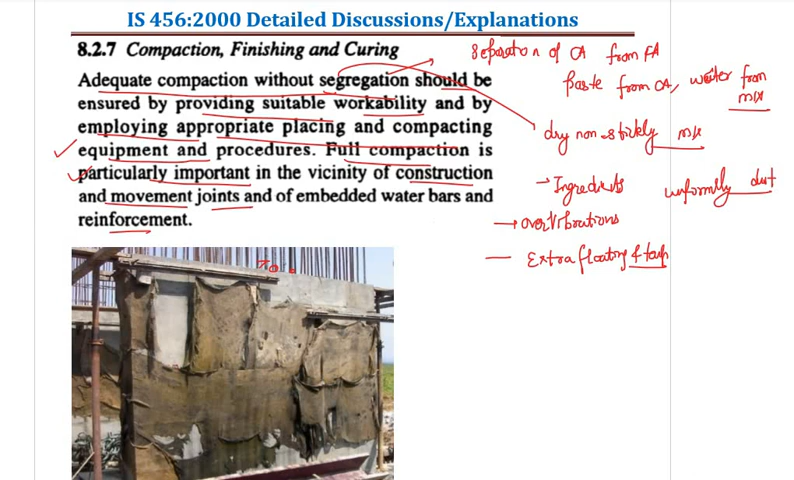 IS 456:2000 Detailed Discussions/Explanations
8.2.7 Compaction, Finishing and Curing
Adequate compaction without segregation should be
ensured by providing suitable workability and by
employing appropriate placing and compacting
equipment and procedures. Full compaction is
particularly important in the vicinity of construction
and movement joints and of embedded water bars and
reinforcement.
Separation of CA from FA
Paste from CA, water from
mix
dry non stickly mix
→ Ingredients uniformly dist
→ overvibrations
— Extra floating & tamp